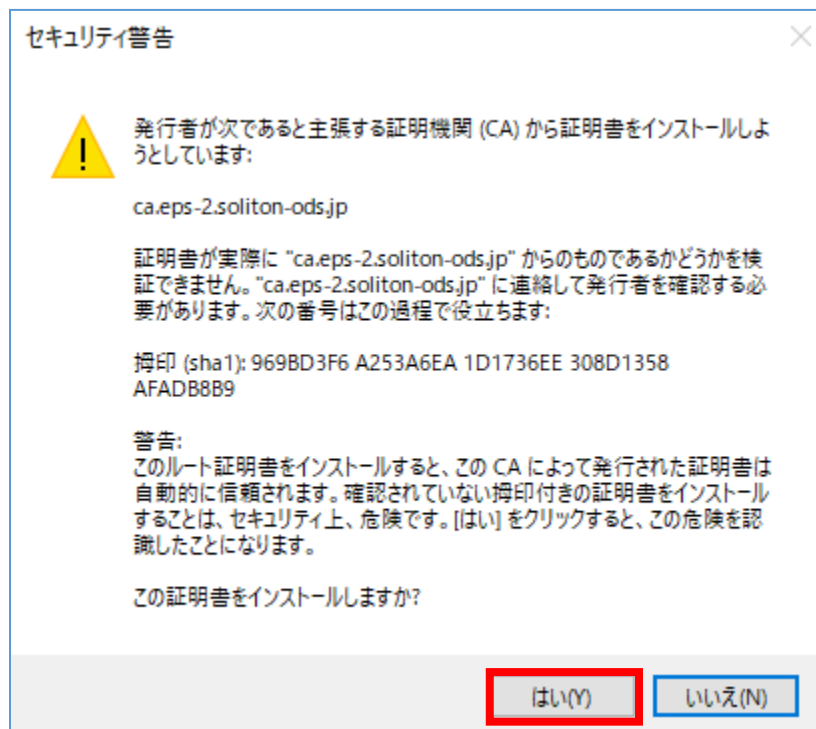 セキュリティ警告
発行者が次であると主張する証明機関 (CA) から証明書をインストールしよ
うとしています:
ca.eps-2.soliton-ods.jp
証明書が実際に "ca.eps-2.soliton-ods.jp" からのものであるかどうかを検
証できません。"ca.eps-2.soliton-ods.jp" に連絡して発行者を確認する必
要があります。次の番号はこの過程で役立ちます:
拇印 (sha1): 969BD3F6 A253A6EA 1D1736EE 308D1358
AFADB8B9
警告:
このルート証明書をインストールすると、この CA によって発行された証明書は
自動的に信頼されます。確認されていない拇印付きの証明書をインストール
することは、セキュリティ上、危険です。[はい] をクリックすると、この危険を認
識したことになります。
この証明書をインストールしますか?
はい(Y)
いいえ(N)